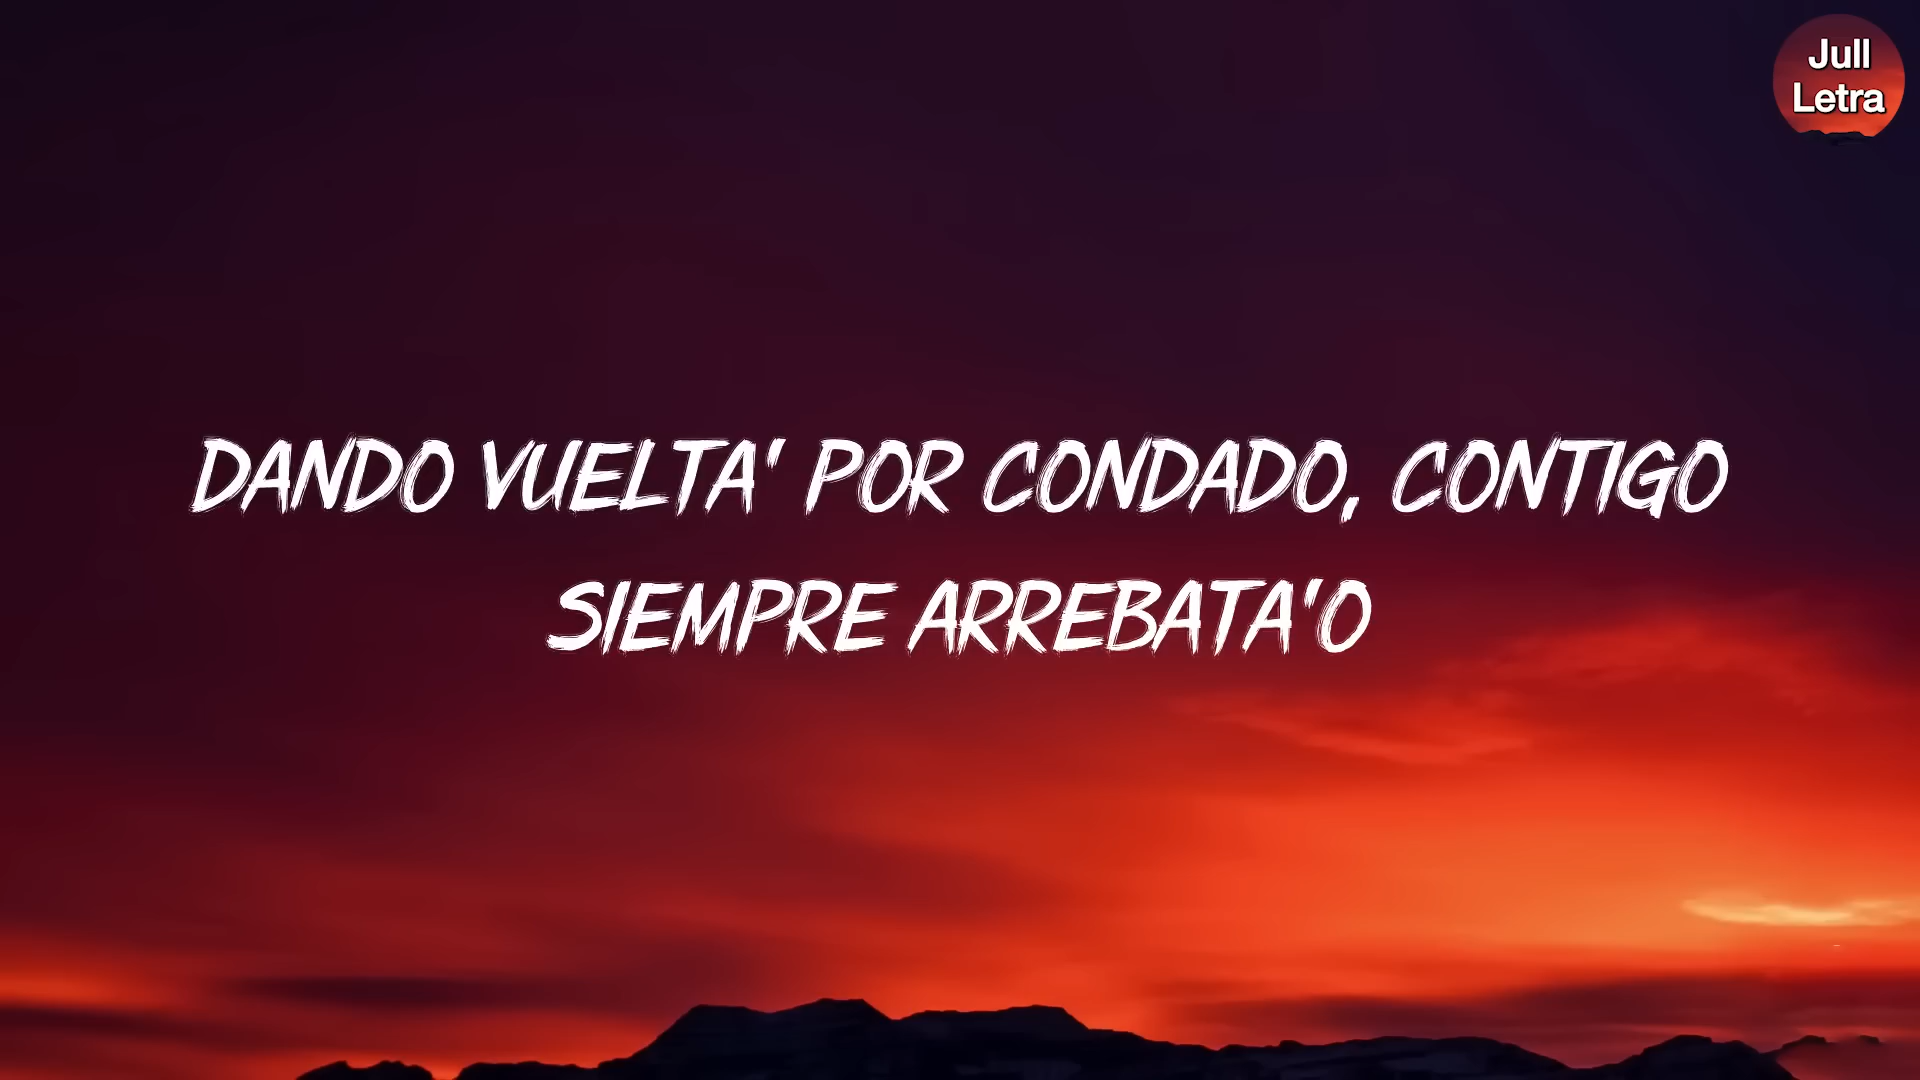 Jull
Letra
DANDO VUELTA' POR CONDADO, CONTIGO
SIEMPRE ARREBATA'O